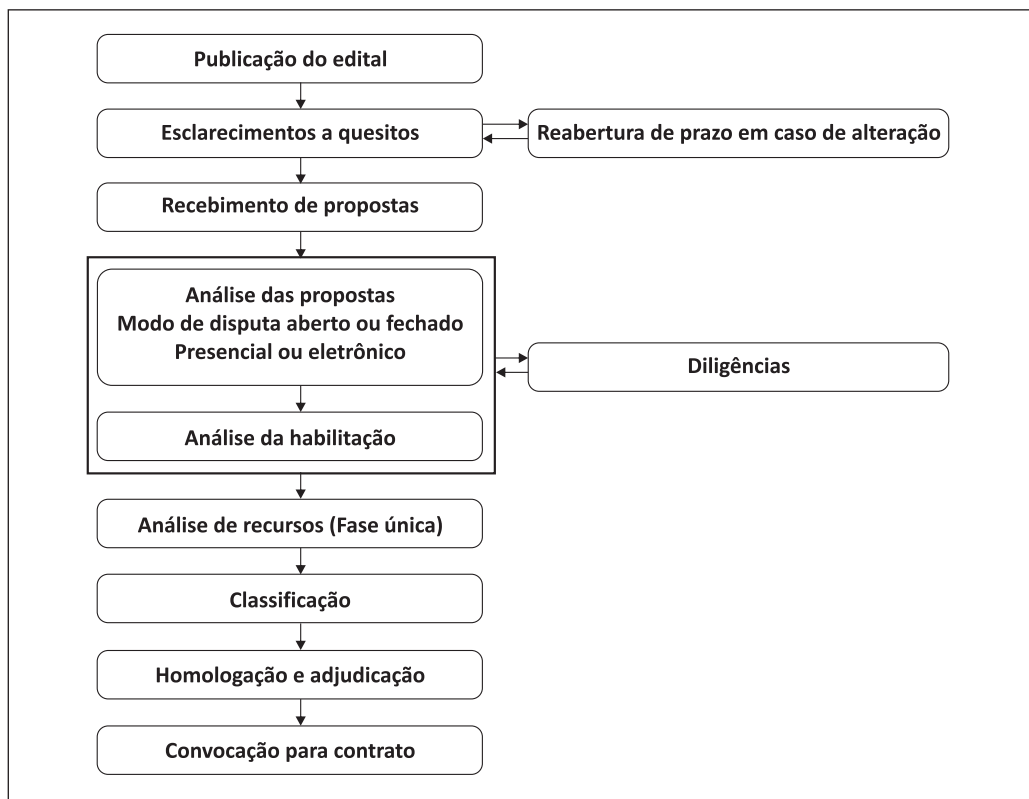 Publicação do edital
Esclarecimentos a quesitos
Reabertura de prazo em caso de alteração
Recebimento de propostas
Análise das propostas
Modo de disputa aberto ou fechado
Presencial ou eletrônico
Diligências
Análise da habilitação
Análise de recursos (Fase única)
Classificação
Homologação e adjudicação
Convocação para contrato